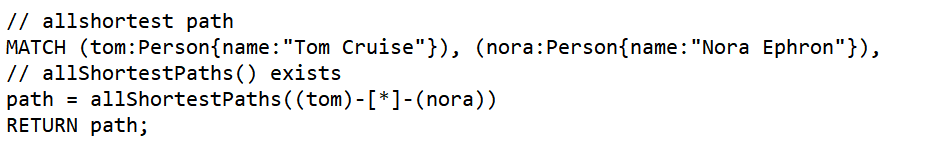 // allshortest path
MATCH (tom:Person{name:"Tom Cruise"}), (nora:Person{name:"Nora Ephron"}),
// allShortestPaths() exists
path = allShortestPaths((tom)-[*]-(nora))
RETURN path;